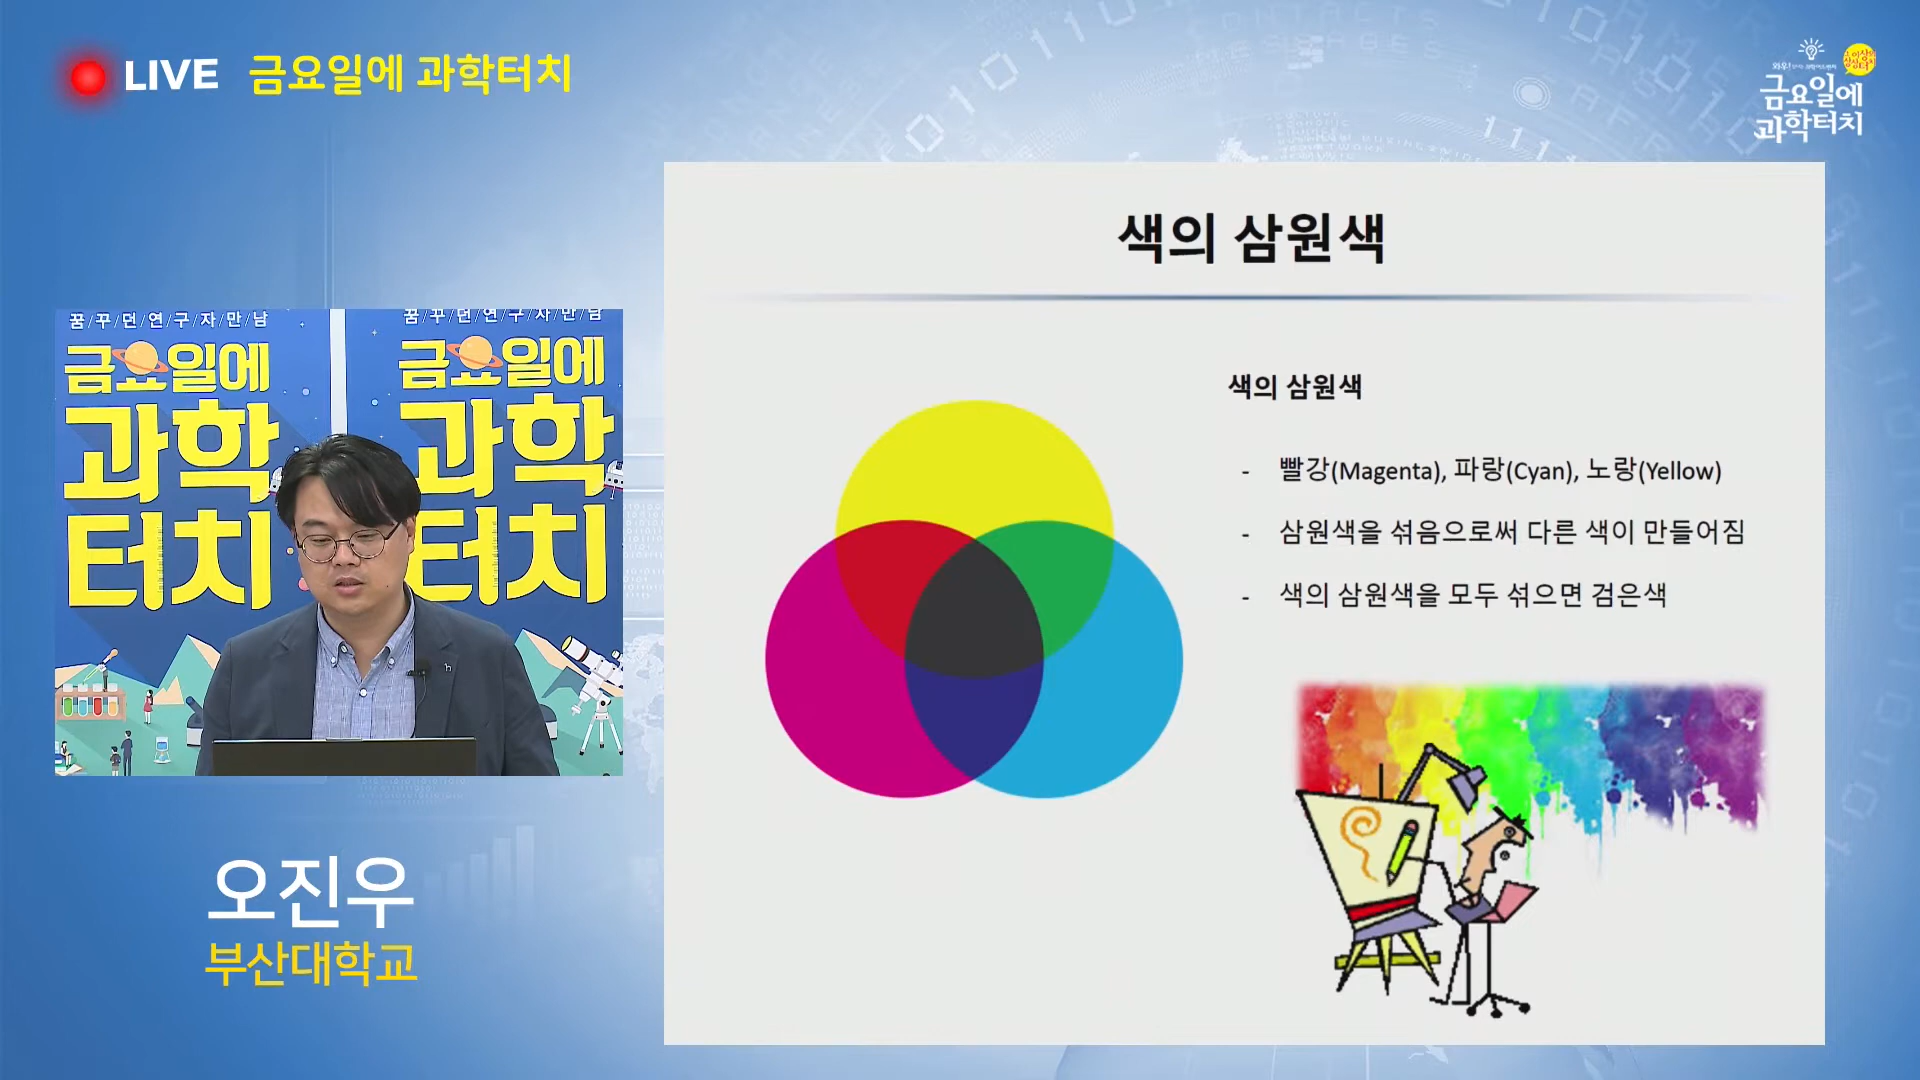 LIVE 금요일에 과학터치
금요일에
과학터치
색의 삼원색
색의 삼원색
- 빨강(Magenta), 파랑(Cyan), 노랑(Yellow)
- 삼원색을 섞음으로써 다른 색이 만들어짐
- 색의 삼원색을 모두 섞으면 검은색
꿈/꾸/던/연/구/자/만/남
금요일에
과학
터치
꿈/꾸/던/연/구/자/만/남
금요일에
과학
터치
오진우
부산대학교